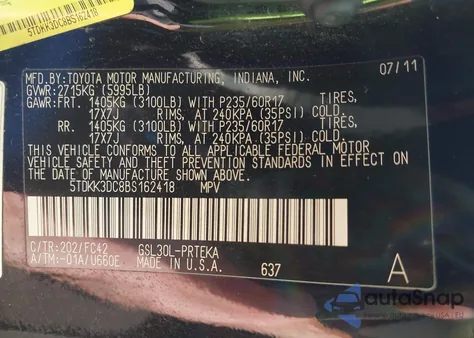 5TDKK3DC8BS162418
MFD.BY:TOYOTA MOTOR MANUFACTURING, INDIANA, INC. 07/11
GVWR:2715KG (5995LB)
GAWR:FRT. 1405KG (3100LB) WITH P235/60R17
17X7J RIMS, AT 240KPA (35PSI) COLD.
RR. 1405KG (3100LB) WITH P235/60R17
17X7J RIMS, AT 240KPA (35PSI) COLD.
THIS VEHICLE CONFORMS TO ALL APPLICABLE FEDERAL MOTOR
VEHICLE SAFETY AND THEFT PREVENTION STANDARDS IN EFFECT
ON THE DATE OF MANUFACTURE SHOWN ABOVE.
5TDKK3DC8BS162418 MPV
C/TR:202/FC42 GSL30L-PRTEKA
A/TM:-01A/U660E MADE IN U.S.A. 637 A
autoSnap